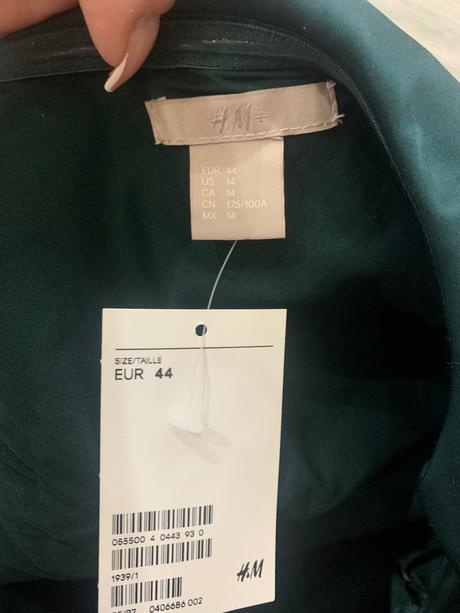 H.M÷
EUR 44
US 14
CA 14
CN 175/100A
MX 14
SIZE/TAILLE
EUR 44
055500 4 0443 93 0
1939/1
H.M
0406686 002